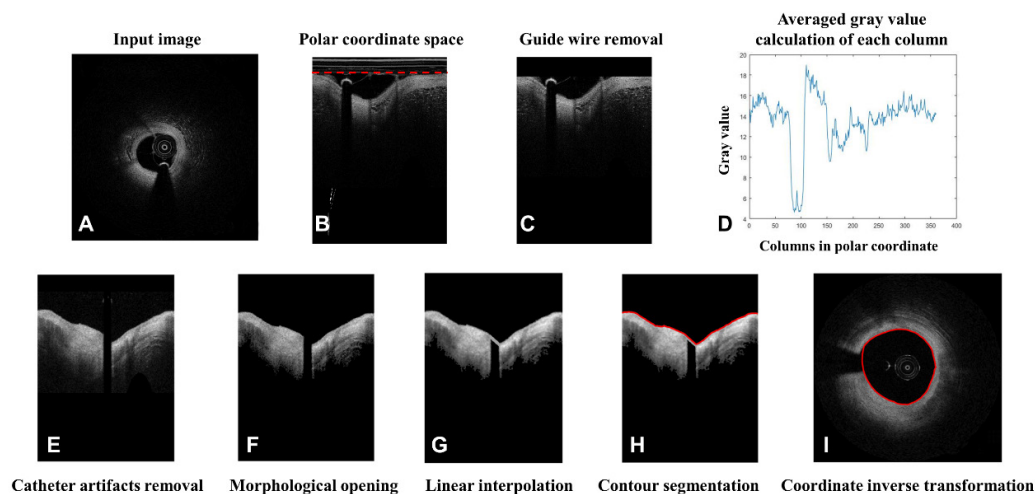 Input image
Polar coordinate space
Guide wire removal
Averaged gray value
calculation of each column
A
B
C
D
Gray value
20
18
16
14
12
10
8
6
4
0
50
100
150
200
250
300
350
400
Columns in polar coordinate
E
F
G
H
I
Catheter artifacts removal
Morphological opening
Linear interpolation
Contour segmentation
Coordinate inverse transformation